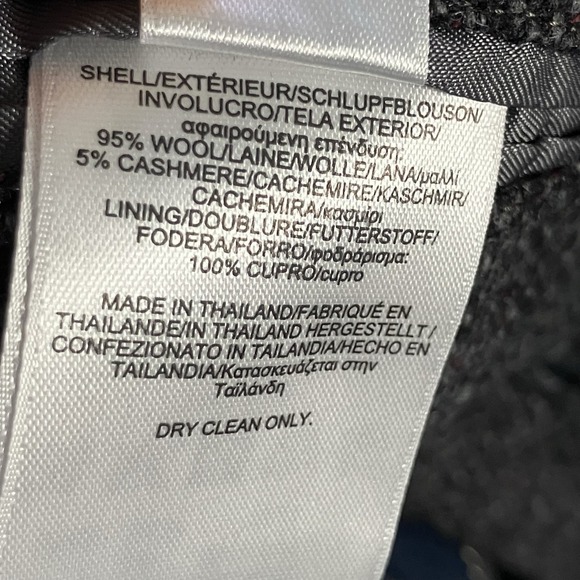 SHELL/EXTÉRIEUR/SCHLUPFBLOUSON/
INVOLUCRO/TELA EXTERIOR/
αφαιρούμενη επένδυση:
95% WOOL/LAINE/WOLLE/LANA/μαλλί
5% CASHMERE/CACHEMIRE/KASCHMIR/
CACHEMIRA/κασμίρι
LINING/DOUBLURE/FUTTERSTOFF/
FODERA/FORRO/φοδράρισμα:
100% CUPRO/cupro
MADE IN THAILAND/FABRIQUÉ EN
THAILANDE/IN THAILAND HERGESTELLT/
CONFEZIONATO IN TAILANDIA/HECHO EN
TAILANDIA/Κατασκευάζεται στην
Ταϊλάνδη
DRY CLEAN ONLY.